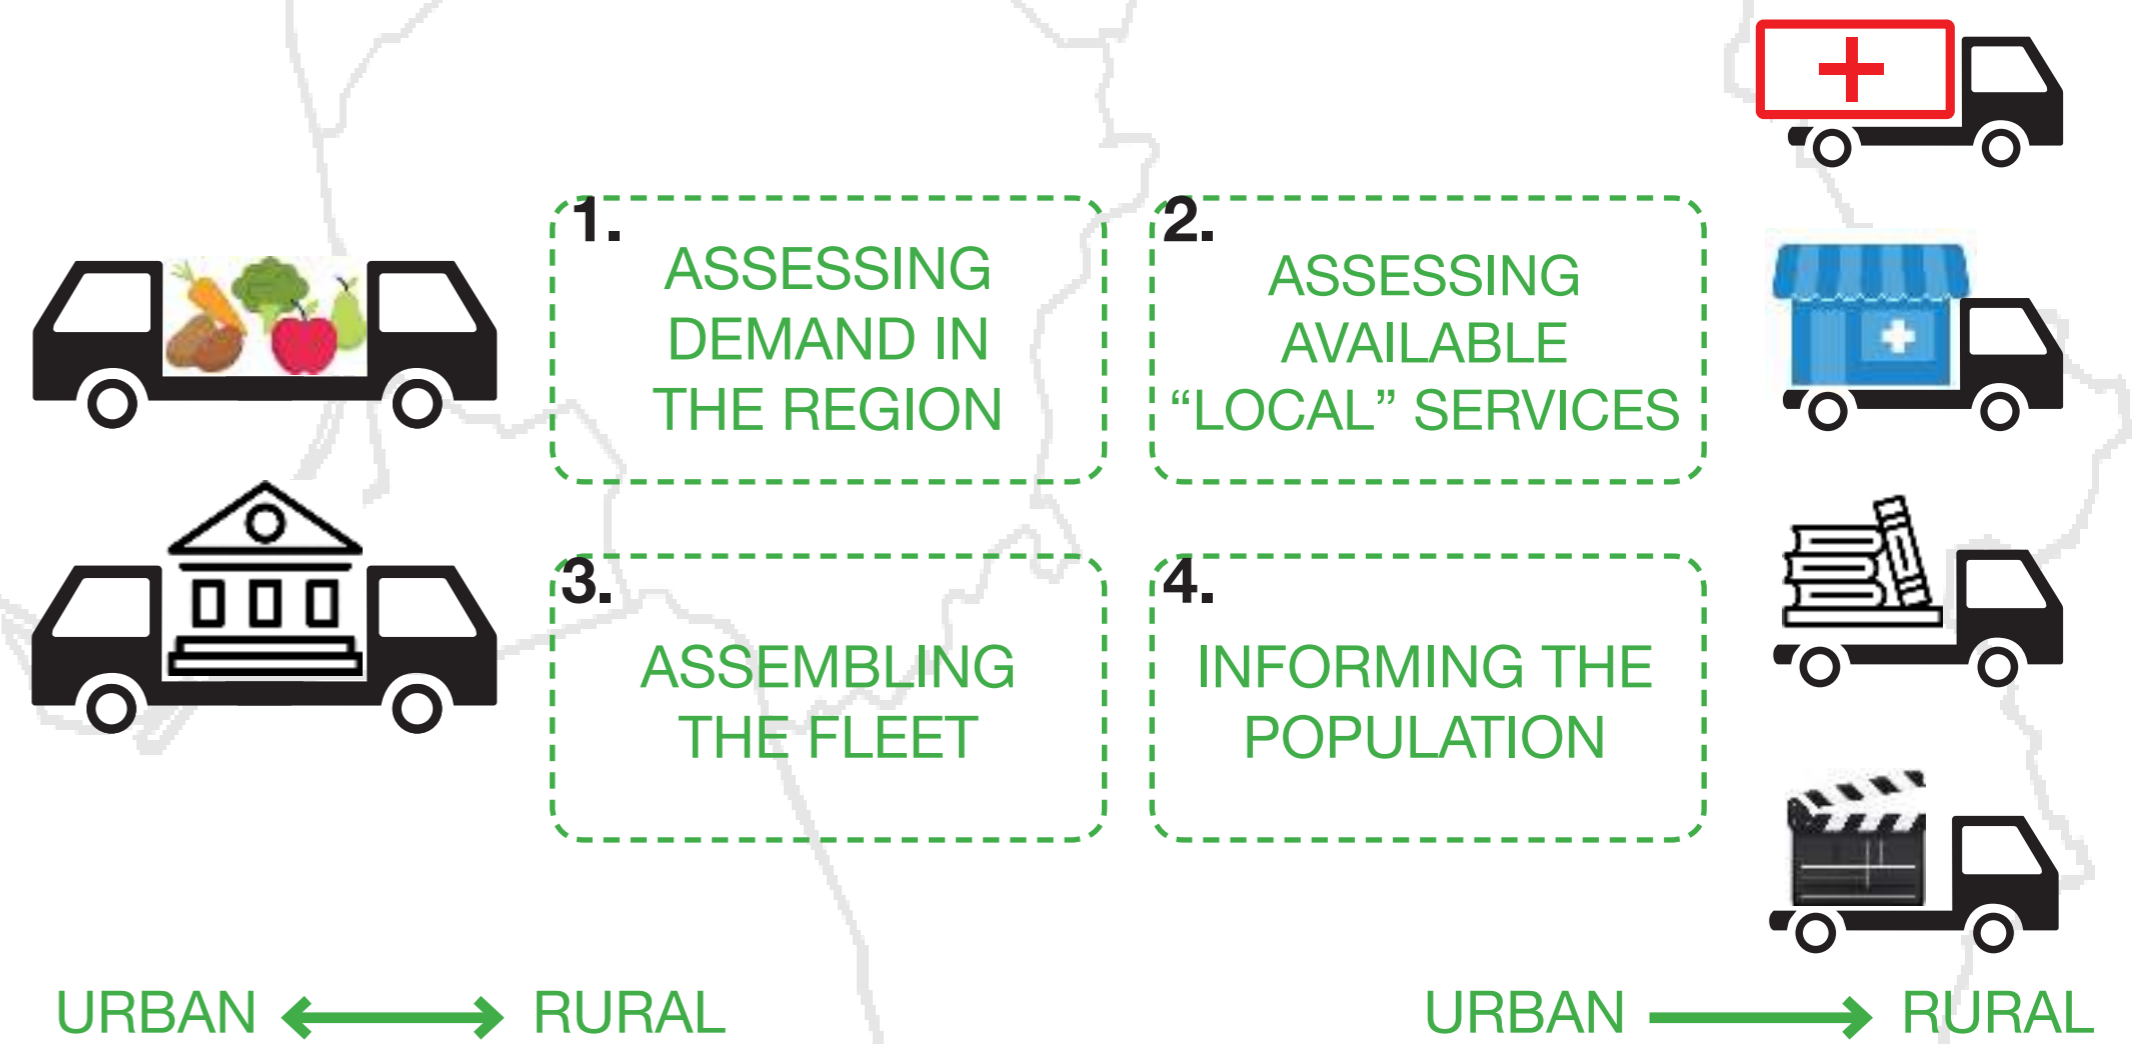 1.
ASSESSING
DEMAND IN
THE REGION
2.
ASSESSING
AVAILABLE
“LOCAL” SERVICES
3.
ASSEMBLING
THE FLEET
4.
INFORMING THE
POPULATION
URBAN RURAL
URBAN RURAL